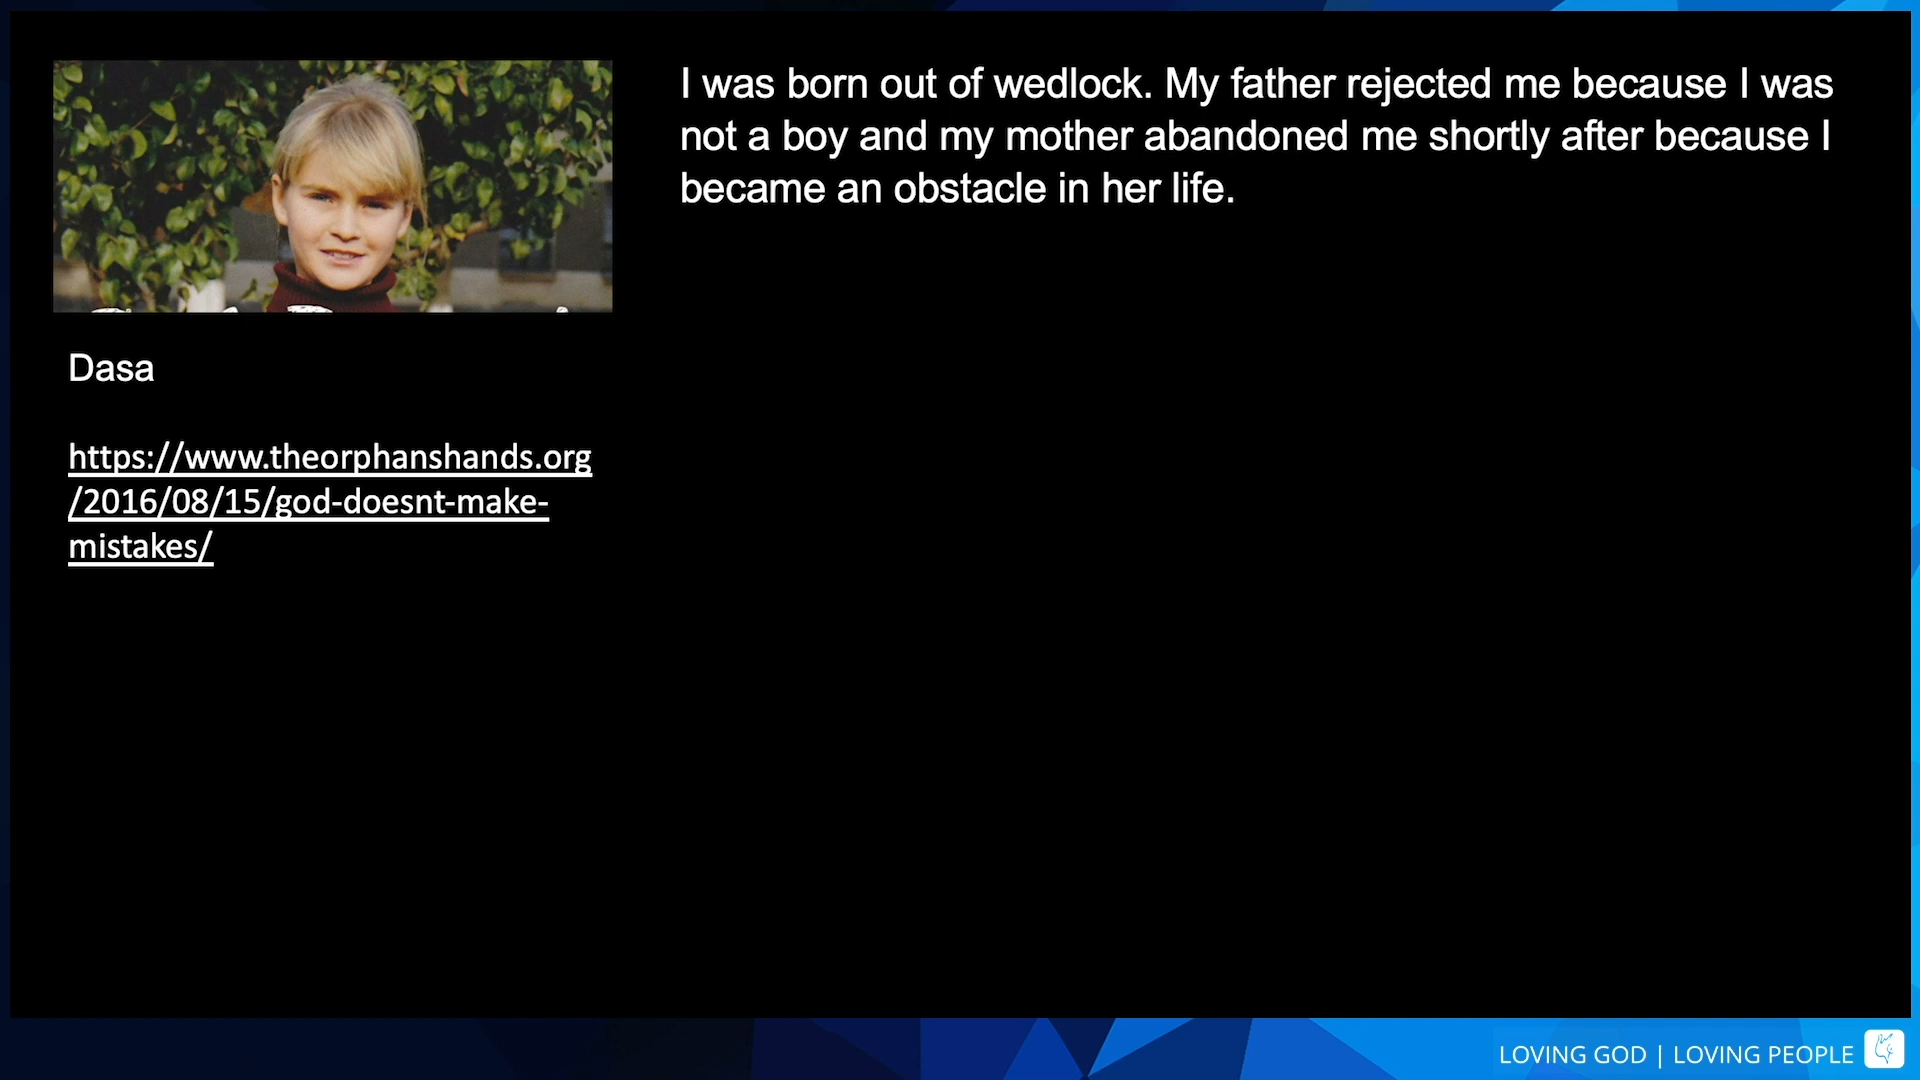 I was born out of wedlock. My father rejected me because I was
not a boy and my mother abandoned me shortly after because I
became an obstacle in her life.
Dasa
https://www.theorphanshands.org
/2016/08/15/god-doesnt-make-
mistakes/
LOVING GOD | LOVING PEOPLE